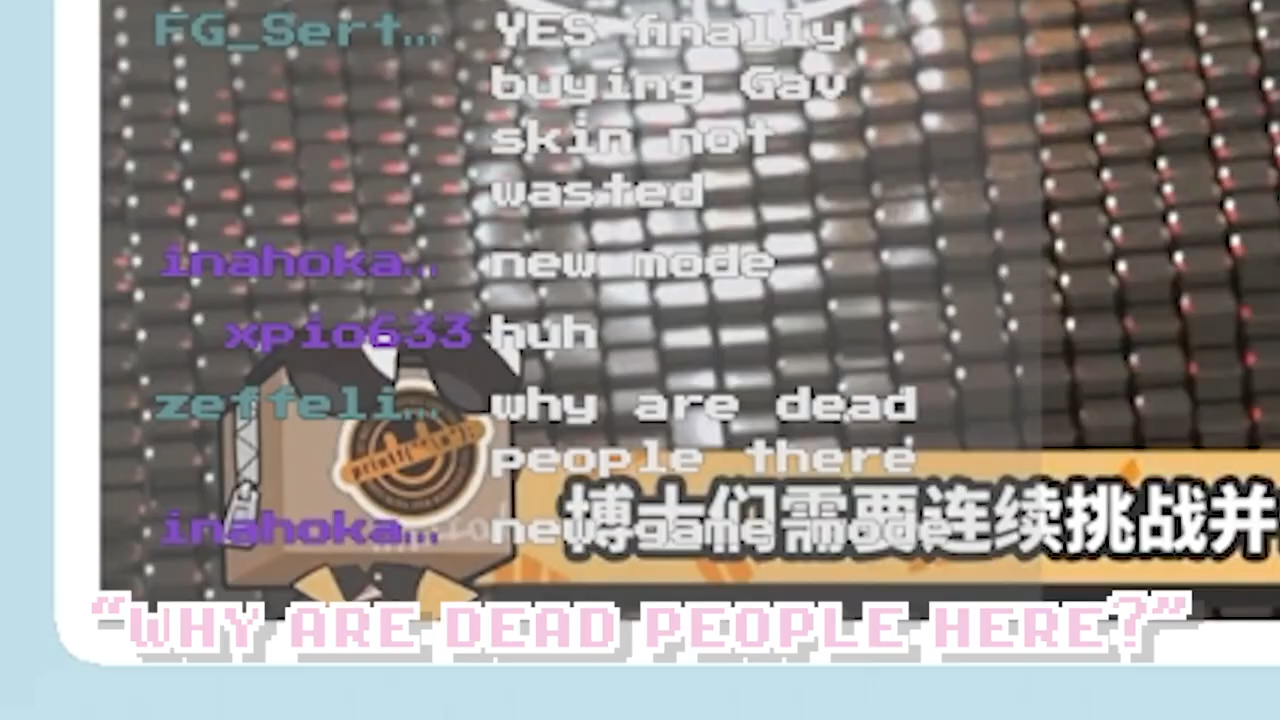 FG_Sert... YES finally
buying Gav
skin not
wasted
inahoka... new mode
xpio633 huh
zeffeli... why are dead
people there
inahoka... new game mode
博士们需要连续挑战并
"WHY ARE DEAD PEOPLE HERE?"